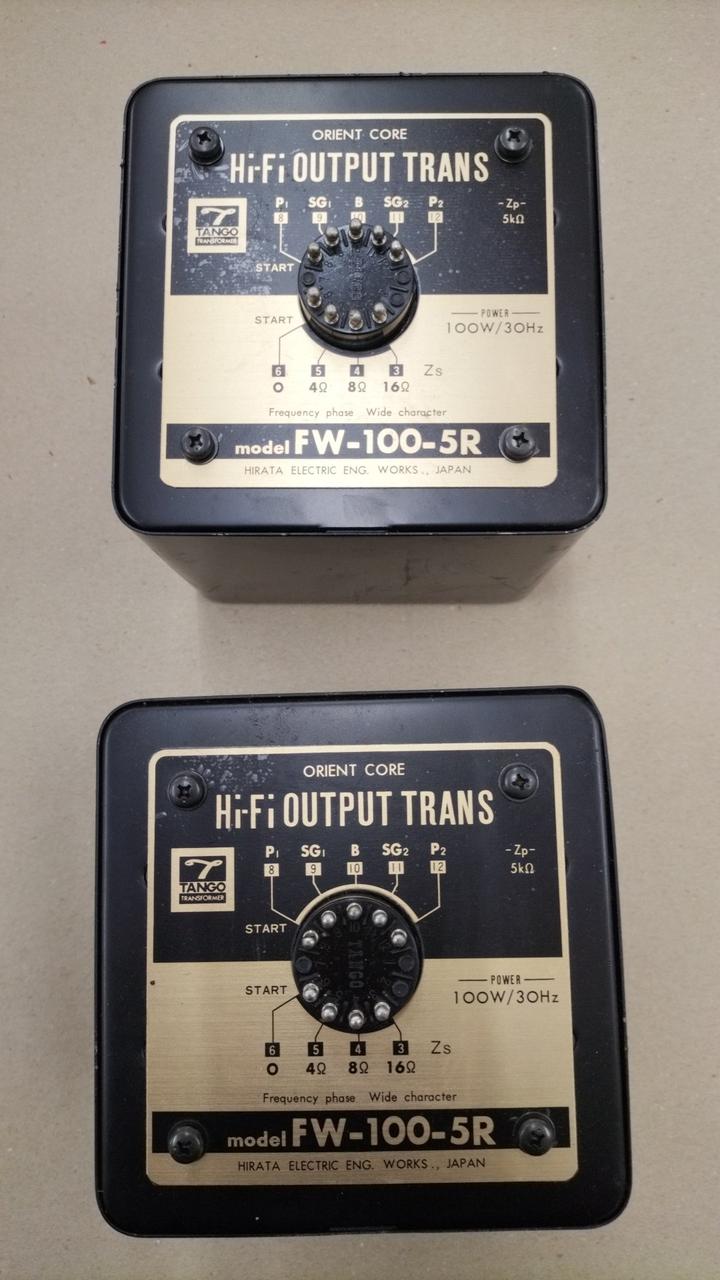 ORIENT CORE
Hi-Fi OUTPUT TRANS
P1 SG1 B SG2 P2
8 9 10 11 12
-Zp-
5kΩ
TANGO
TRANSFORMER
START
START
POWER
100W/30Hz
6 5 4 3 Zs
0 4Ω 8Ω 16Ω
Frequency phase Wide character
model FW-100-5R
HIRATA ELECTRIC ENG. WORKS., JAPAN
ORIENT CORE
Hi-Fi OUTPUT TRANS
P1 SG1 B SG2 P2
8 9 10 11 12
-Zp-
5kΩ
TANGO
TRANSFORMER
START
TANGO
START
POWER
100W/30Hz
6 5 4 3 Zs
0 4Ω 8Ω 16Ω
Frequency phase Wide character
model FW-100-5R
HIRATA ELECTRIC ENG. WORKS., JAPAN